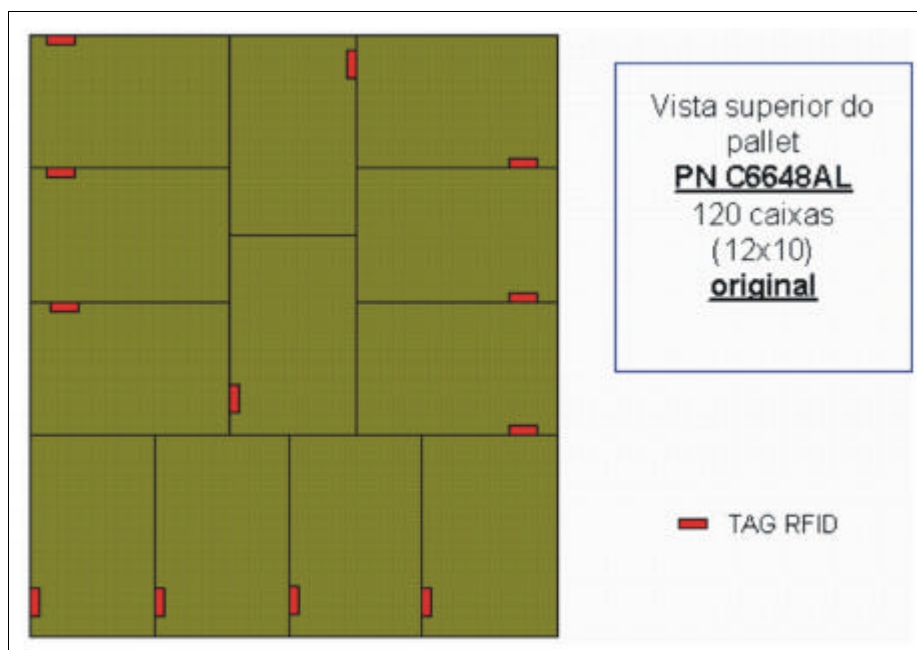 Vista superior do
pallet
PN C6648AL
120 caixas
(12x10)
original
TAG RFID